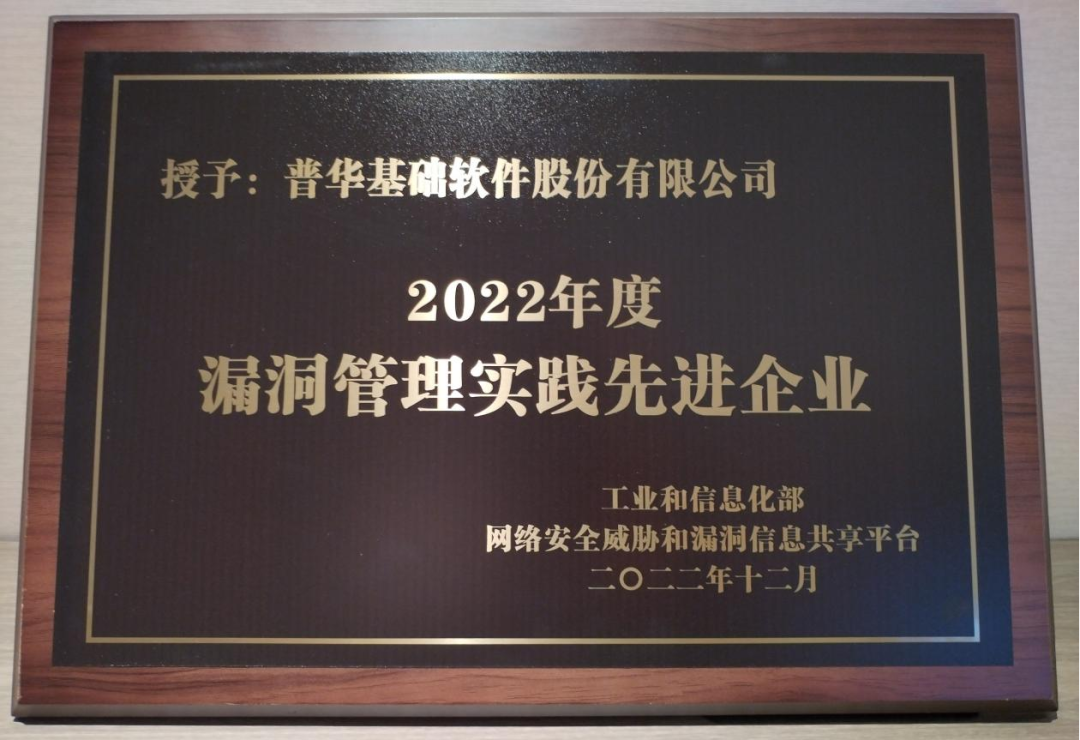 授予：普华基础软件股份有限公司
2022年度
漏洞管理实践先进企业
工业和信息化部
网络安全威胁和漏洞信息共享平台
二〇二二年十二月